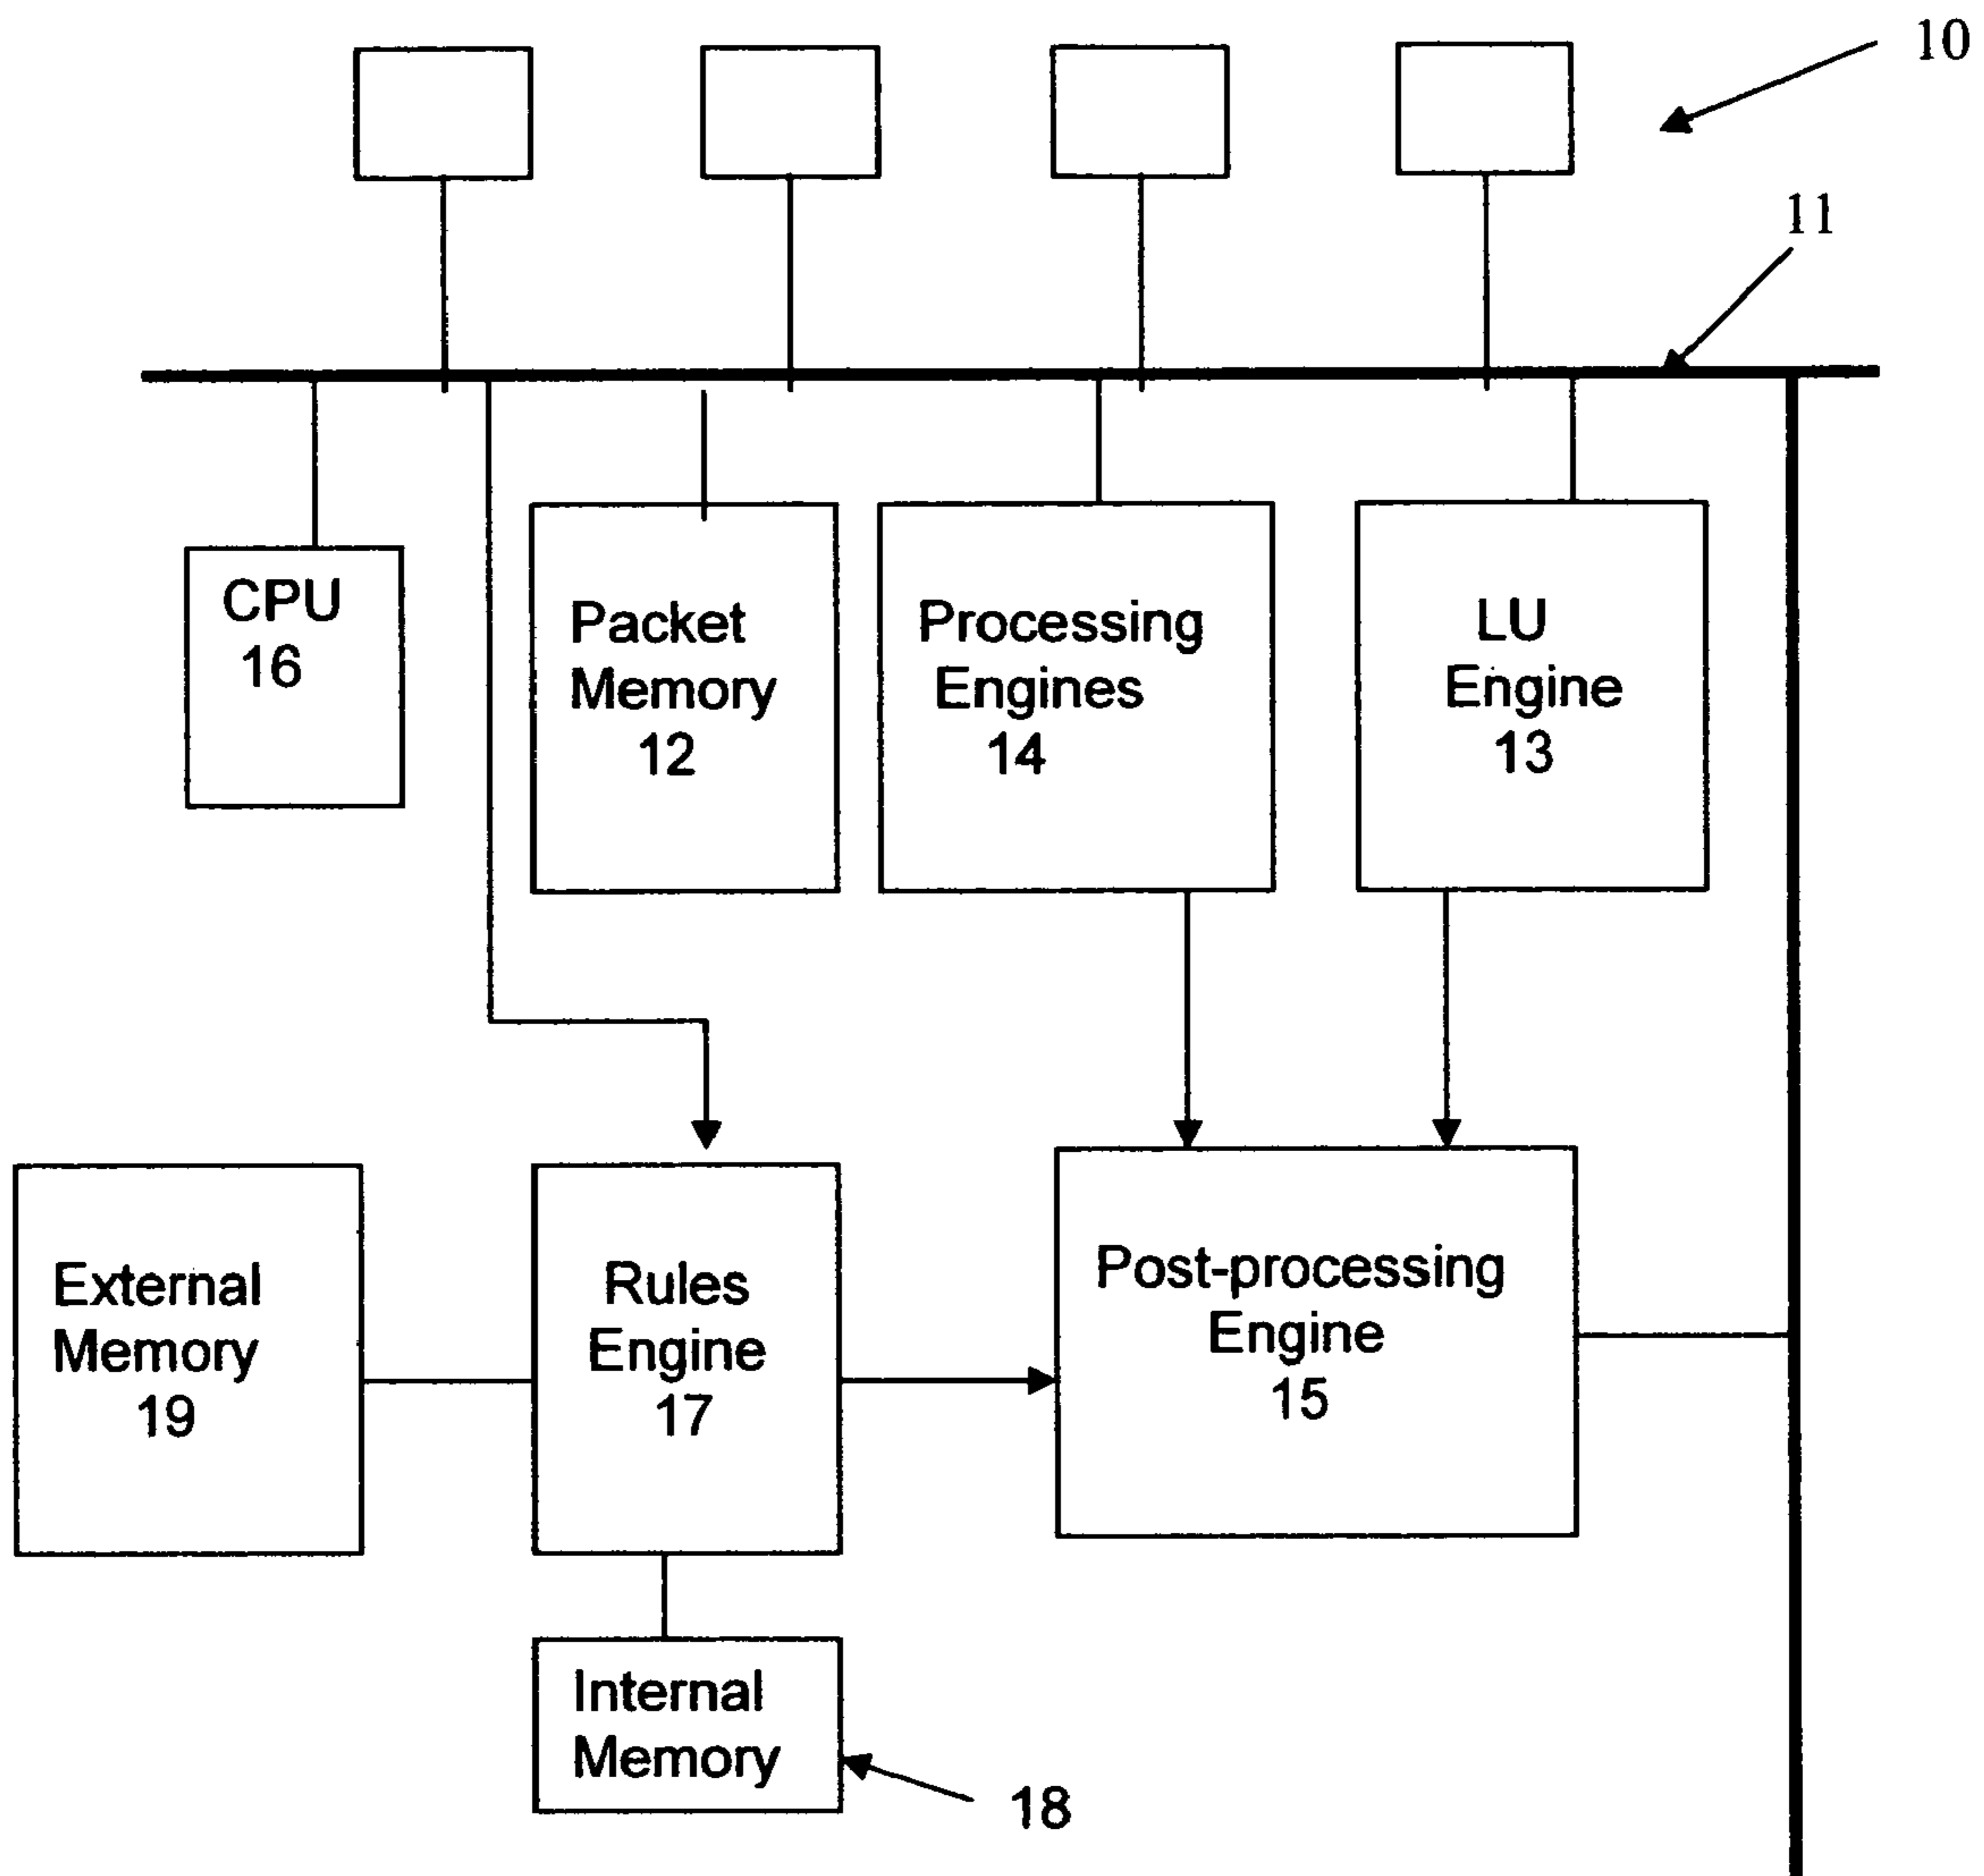 10
11
CPU
16
Packet
Memory
12
Processing
Engines
14
LU
Engine
13
External
Memory
19
Rules
Engine
17
Post-processing
Engine
15
Internal
Memory
18